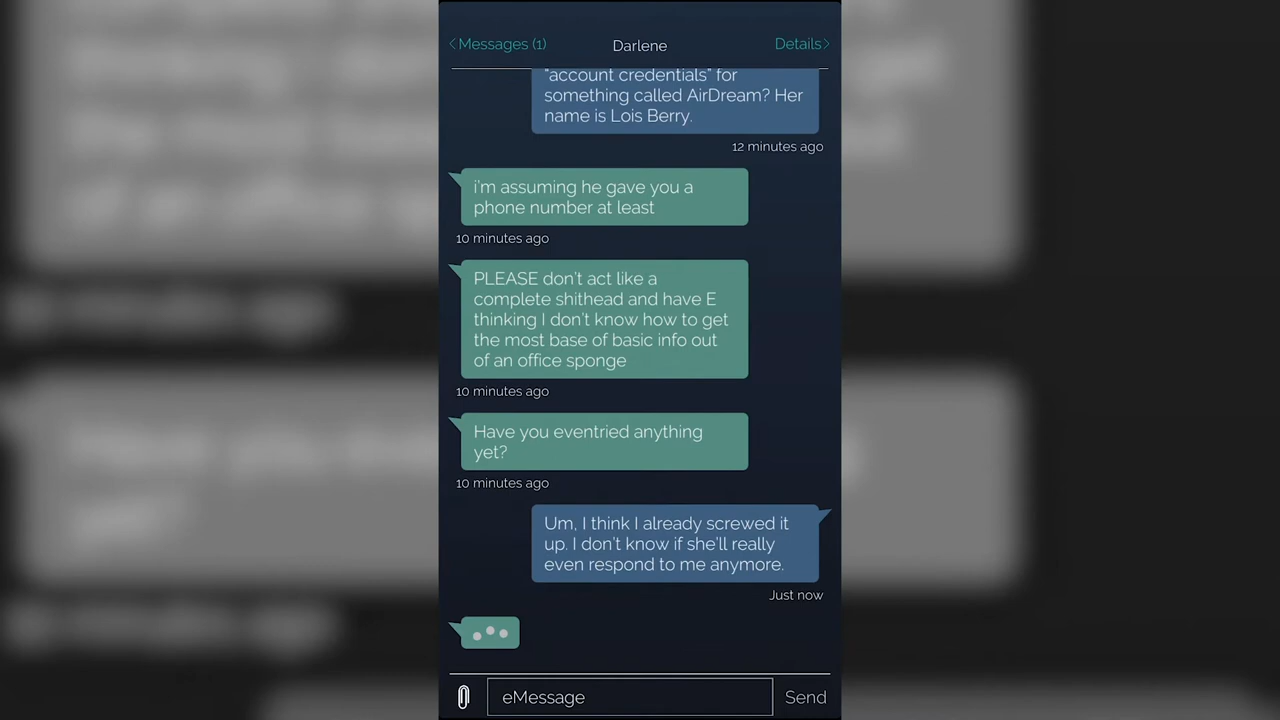 Messages (1)
Darlene
Details
"account credentials" for
something called AirDream? Her
name is Lois Berry.
12 minutes ago
i'm assuming he gave you a
phone number at least
10 minutes ago
PLEASE don't act like a
complete shithead and have E
thinking I don't know how to get
the most base of basic info out
of an office sponge
10 minutes ago
Have you eventried anything
yet?
10 minutes ago
Um, I think I already screwed it
up. I don't know if she'll really
even respond to me anymore.
Just now
eMessage
Send